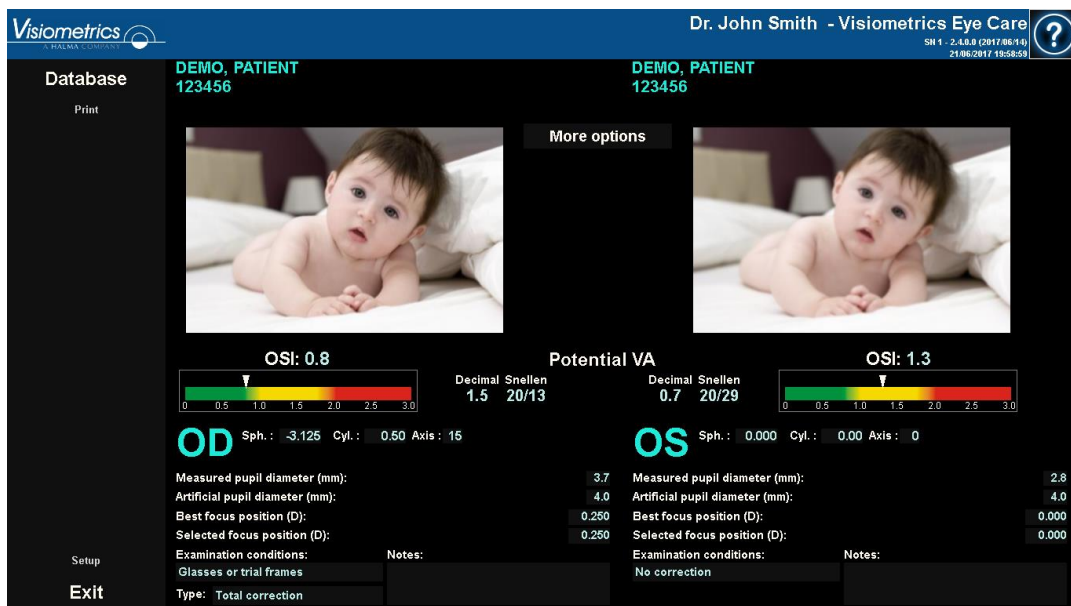 Visiometrics
A HALMA COMPANY
Dr. John Smith - Visiometrics Eye Care
SN 1 - 2.4.0.0 (2017/06/14)
21/06/2017 19:58:59
?
Database
Print
Setup
Exit
DEMO, PATIENT
123456
DEMO, PATIENT
123456
More options
OSI: 0.8
Potential VA
OSI: 1.3
0 0.5 1.0 1.5 2.0 2.5 3.0
Decimal Snellen
1.5 20/13
Decimal Snellen
0.7 20/29
0 0.5 1.0 1.5 2.0 2.5 3.0
OD Sph.: -3.125 Cyl.: 0.50 Axis: 15
Measured pupil diameter (mm): 3.7
Artificial pupil diameter (mm): 4.0
Best focus position (D): 0.250
Selected focus position (D): 0.250
Examination conditions: Notes:
Glasses or trial frames
Type: Total correction
OS Sph.: 0.000 Cyl.: 0.00 Axis: 0
Measured pupil diameter (mm): 2.8
Artificial pupil diameter (mm): 4.0
Best focus position (D): 0.000
Selected focus position (D): 0.000
Examination conditions: Notes:
No correction